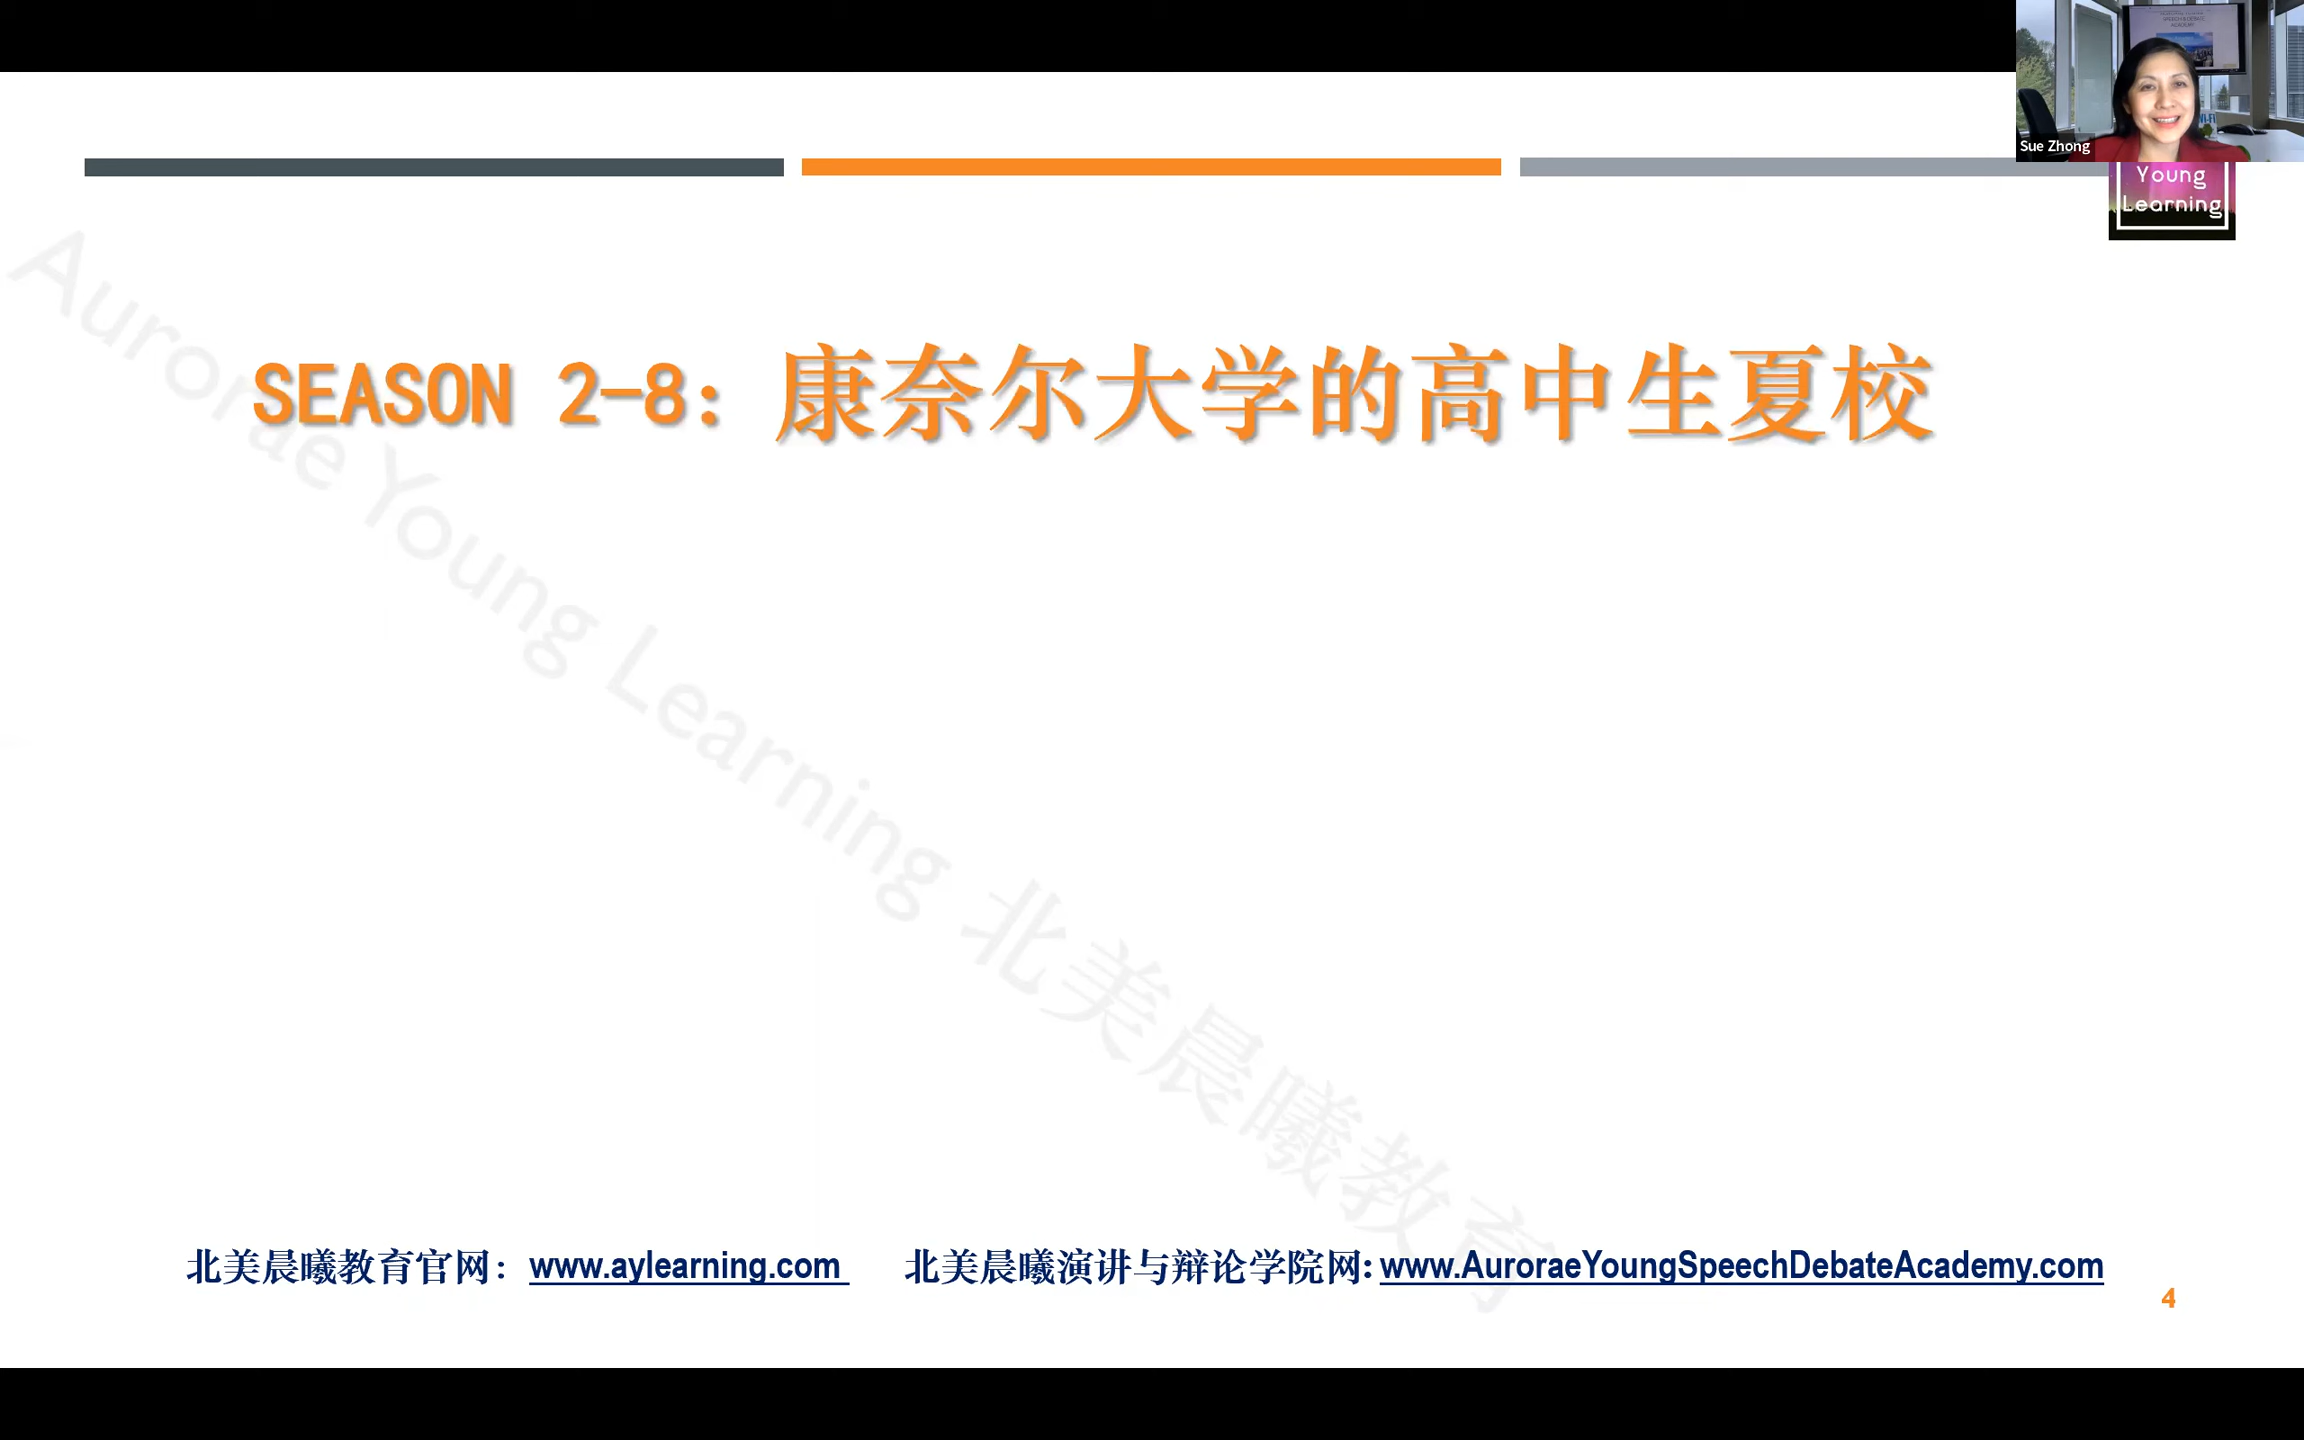 Sue Zhong
Young
Learning
SEASON 2-8：康奈尔大学的高中生夏校
Aurorae Young Learning 北美晨曦教育
北美晨曦教育官网：www.aylearning.com 北美晨曦演讲与辩论学院网:www.AuroraeYoungSpeechDebateAcademy.com
4